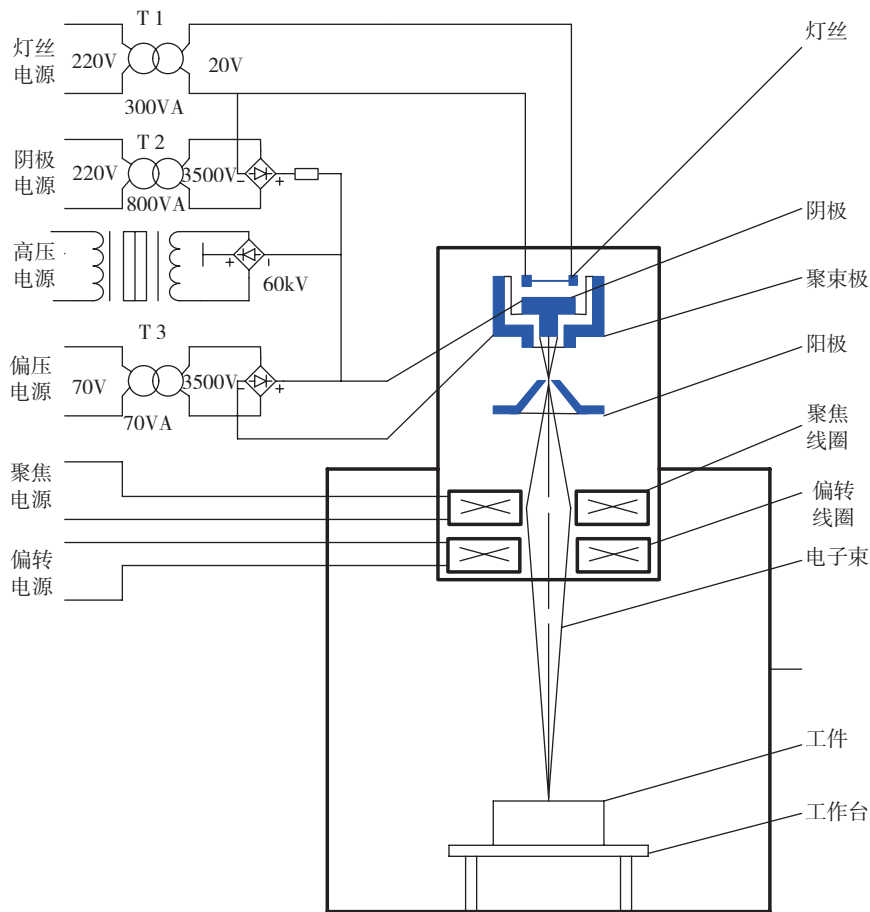 T 1
灯丝
电源
220V
20V
300VA
T 2
阴极
电源
220V
3500V
-
+
800VA
高压
电源
+
-
60kV
T 3
偏压
电源
70V
3500V
-
+
70VA
聚焦
电源
偏转
电源
灯丝
阴极
聚束极
阳极
聚焦
线圈
偏转
线圈
电子束
工件
工作台